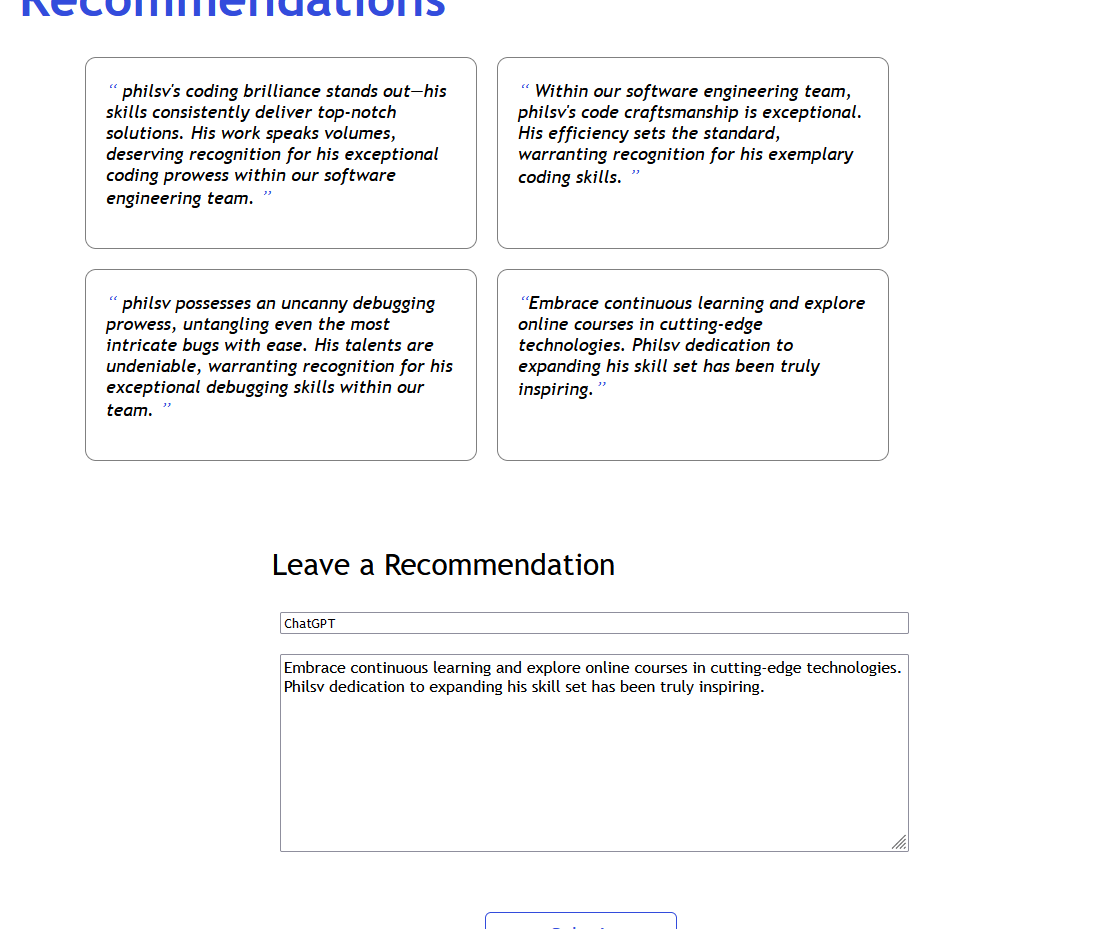 Recommendations
“ philsv's coding brilliance stands out—his
skills consistently deliver top-notch
solutions. His work speaks volumes,
deserving recognition for his exceptional
coding prowess within our software
engineering team. ”
“ Within our software engineering team,
philsv's code craftsmanship is exceptional.
His efficiency sets the standard,
warranting recognition for his exemplary
coding skills. ”
“ philsv possesses an uncanny debugging
prowess, untangling even the most
intricate bugs with ease. His talents are
undeniable, warranting recognition for his
exceptional debugging skills within our
team. ”
“Embrace continuous learning and explore
online courses in cutting-edge
technologies. Philsv dedication to
expanding his skill set has been truly
inspiring. ”
Leave a Recommendation
ChatGPT
Embrace continuous learning and explore online courses in cutting-edge technologies.
Philsv dedication to expanding his skill set has been truly inspiring.